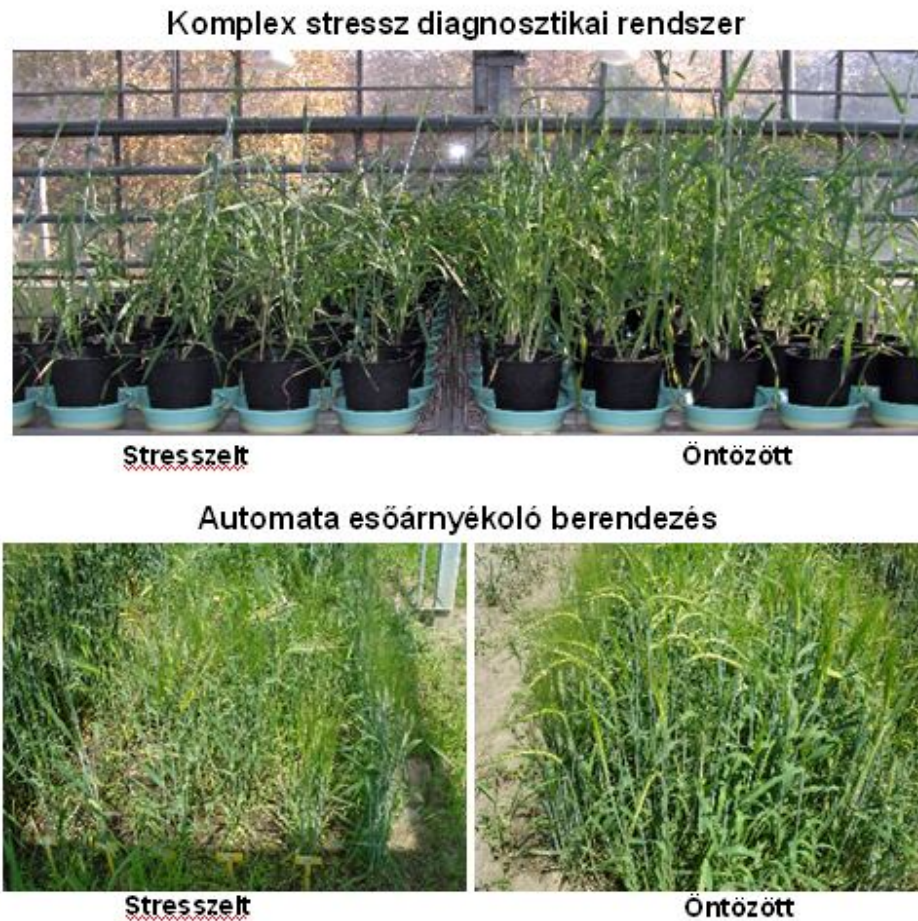 Komplex stressz diagnosztikai rendszer
Stresszelt Öntözött
Automata esőárnyékoló berendezés
Stresszelt Öntözött